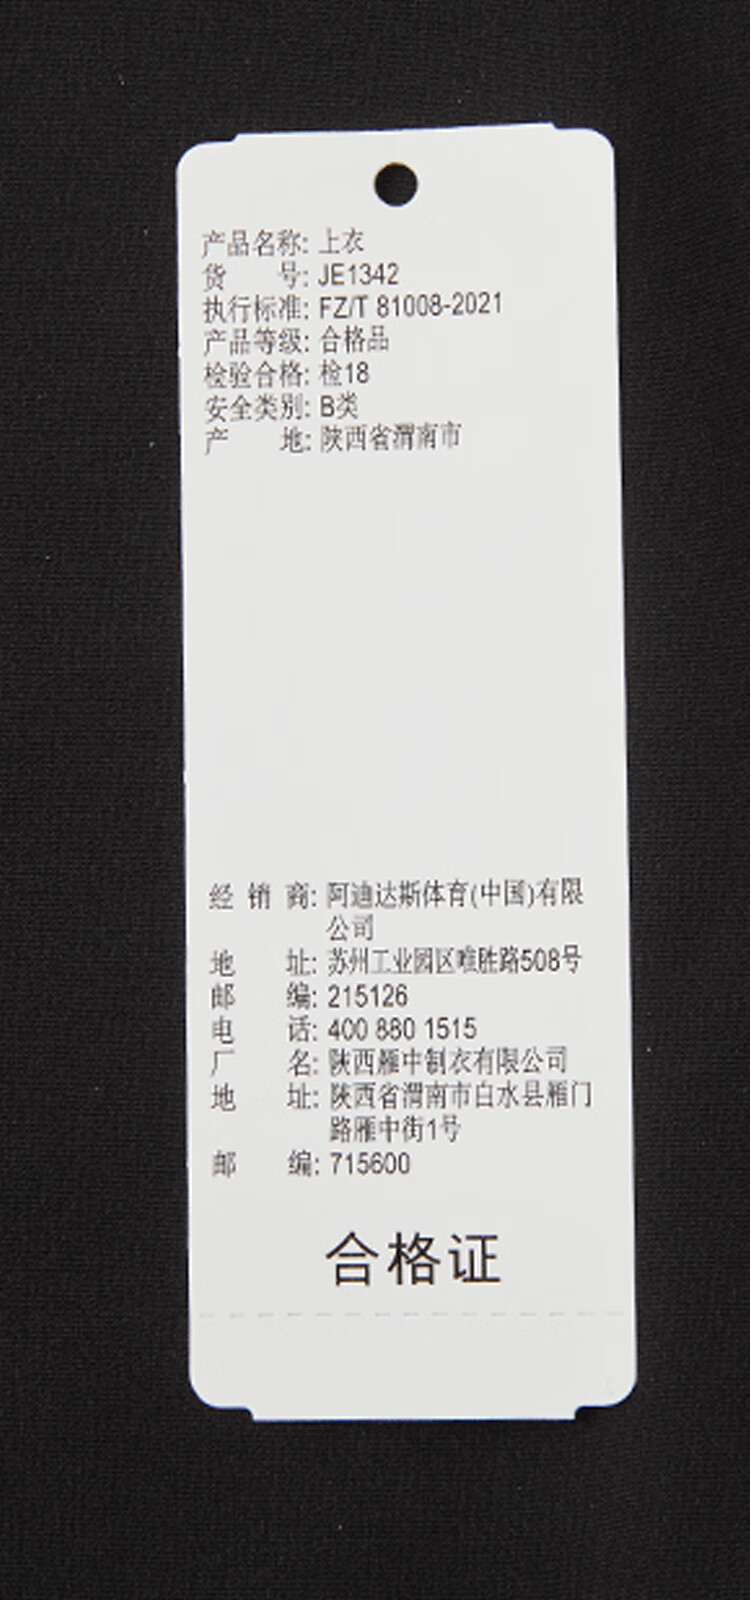 产品名称: 上衣
货 号: JE1342
执行标准: FZ/T 81008-2021
产品等级: 合格品
检验合格: 检18
安全类别: B类
产 地: 陕西省渭南市
经 销 商: 阿迪达斯体育(中国)有限
公司
地 址: 苏州工业园区唯胜路508号
邮 编: 215126
电 话: 400 880 1515
厂 名: 陕西雁中制衣有限公司
地 址: 陕西省渭南市白水县雁门
路雁中街1号
邮 编: 715600
合格证